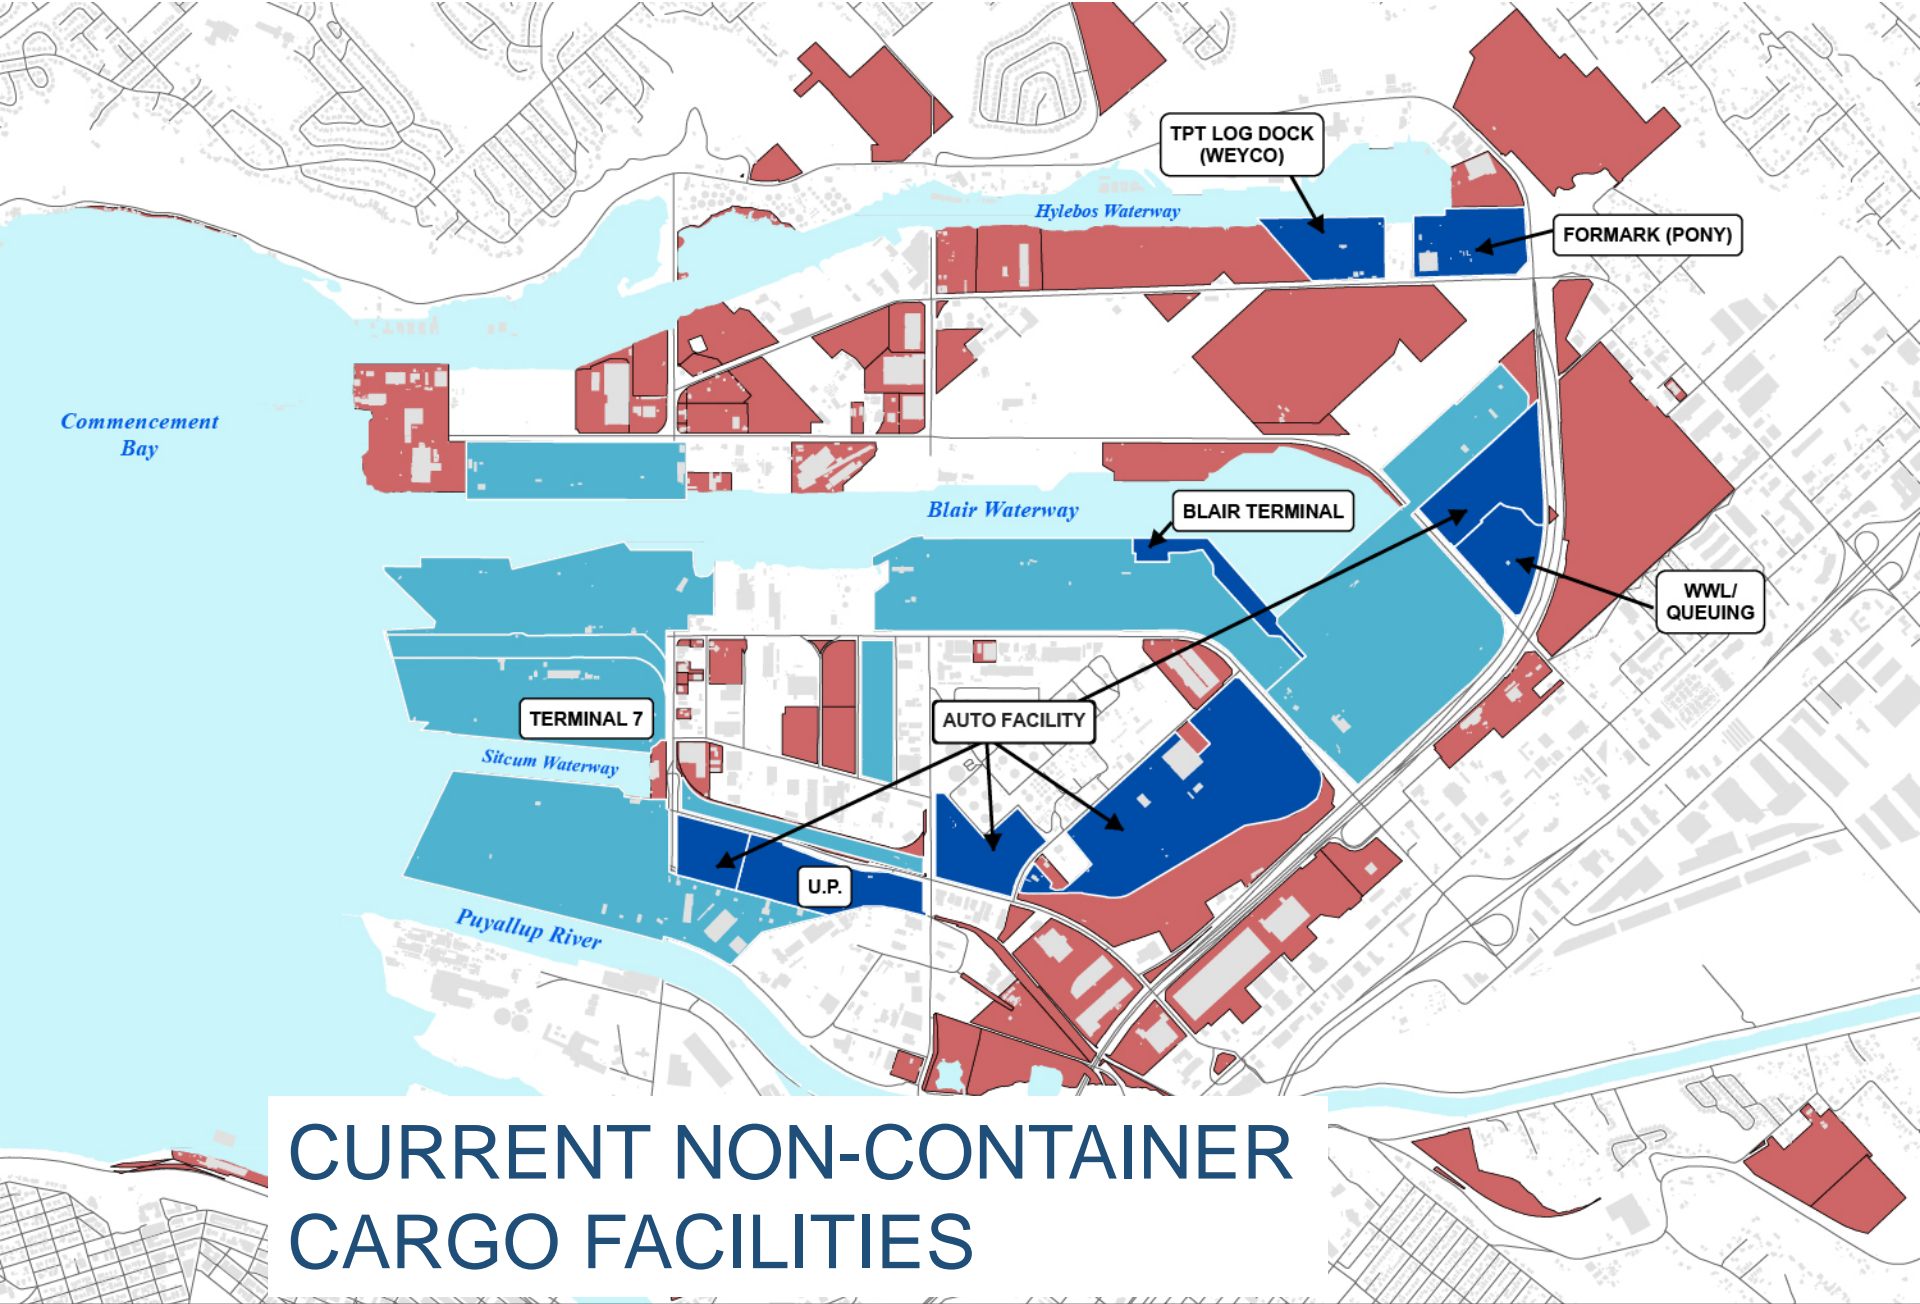 TPT LOG DOCK
(WEYCO)
Hylebos Waterway
FORMARK (PONY)
Commencement
Bay
Blair Waterway
BLAIR TERMINAL
WWL/
QUEUING
TERMINAL 7
AUTO FACILITY
Sitcum Waterway
U.P.
Puyallup River
CURRENT NON-CONTAINER
CARGO FACILITIES